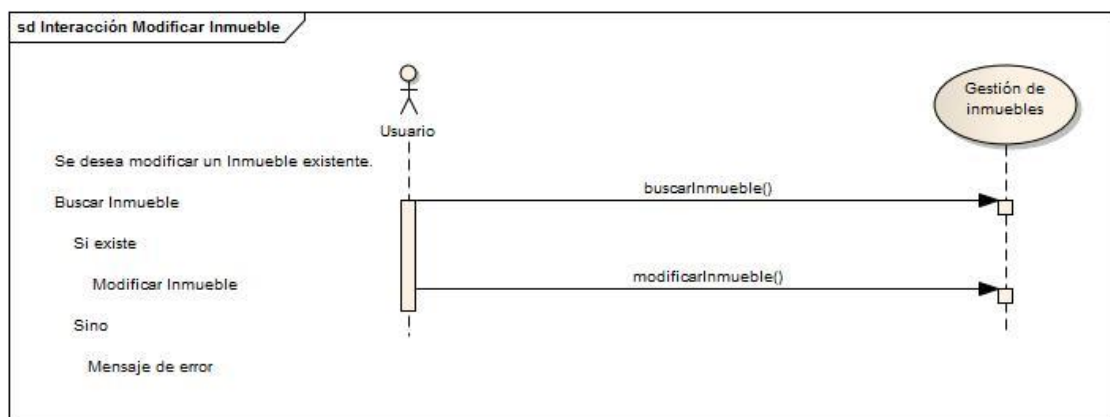 sd Interacción Modificar Inmueble
Usuario
Gestión de
inmuebles
Se desea modificar un Inmueble existente.
buscarInmueble()
Buscar Inmueble
Si existe
modificarInmueble()
Modificar Inmueble
Sino
Mensaje de error